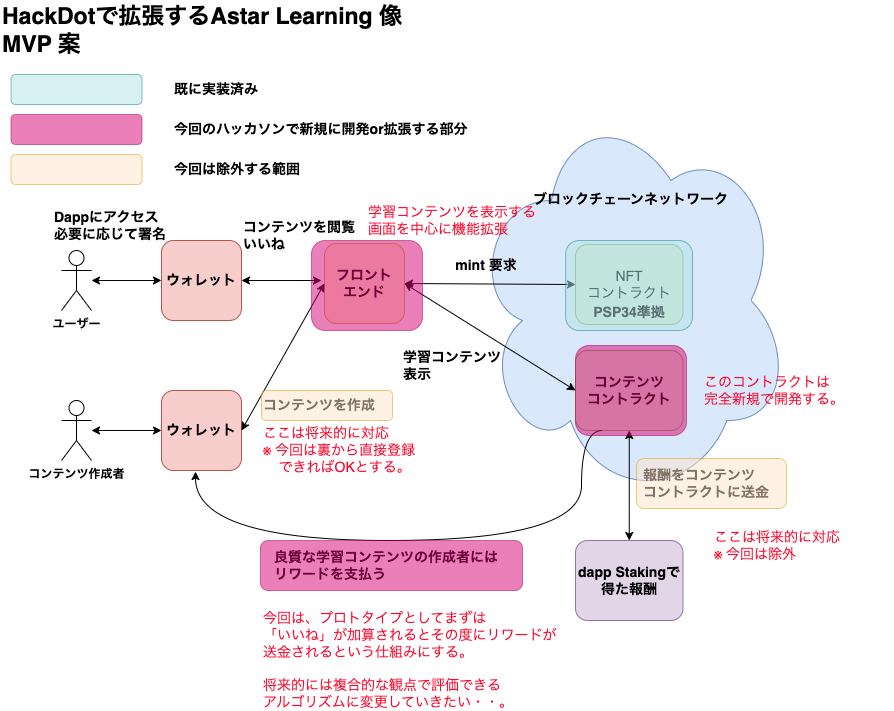 HackDotで拡張するAstar Learning 像
MVP 案
既に実装済み
今回のハッカソンで新規に開発or拡張する部分
今回は除外する範囲
ブロックチェーンネットワーク
Dappにアクセス
必要に応じて署名
コンテンツを閲覧
いいね
学習コンテンツを表示する
画面を中心に機能拡張
ユーザー
ウォレット
フロント
エンド
mint 要求
NFT
コントラクト
PSP34準拠
学習コンテンツ
表示
コンテンツ
コントラクト
このコントラクトは
完全新規で開発する。
コンテンツ作成者
ウォレット
コンテンツを作成
ここは将来的に対応
※ 今回は裏から直接登録
できればOKとする。
報酬をコンテンツ
コントラクトに送金
ここは将来的に対応
※ 今回は除外
dapp Stakingで
得た報酬
良質な学習コンテンツの作成者には
リワードを支払う
今回は、プロトタイプとしてまずは
「いいね」が加算されるとその度にリワードが
送金されるという仕組みにする。
将来的には複合的な観点で評価できる
アルゴリズムに変更していきたい・・。